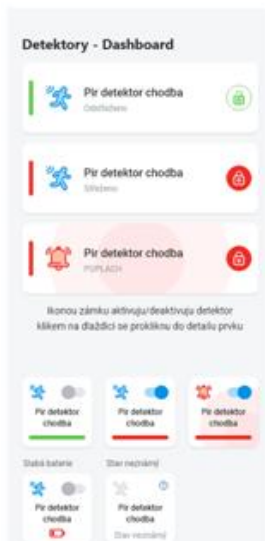 Detektory - Dashboard
Pir detektor chodba
Odstřeženo
Pir detektor chodba
Střeženo
Pir detektor chodba
POPLACH
Ikonou zámku aktivuju/deaktivuju detektor
klikem na dlaždici se prokliknu do detailu prvku
Pir detektor
chodba
Pir detektor
chodba
Pir detektor
chodba
Slabá baterie
Stav neznámý
Pir detektor
chodba
Pir detektor
chodba
Stav neznámý